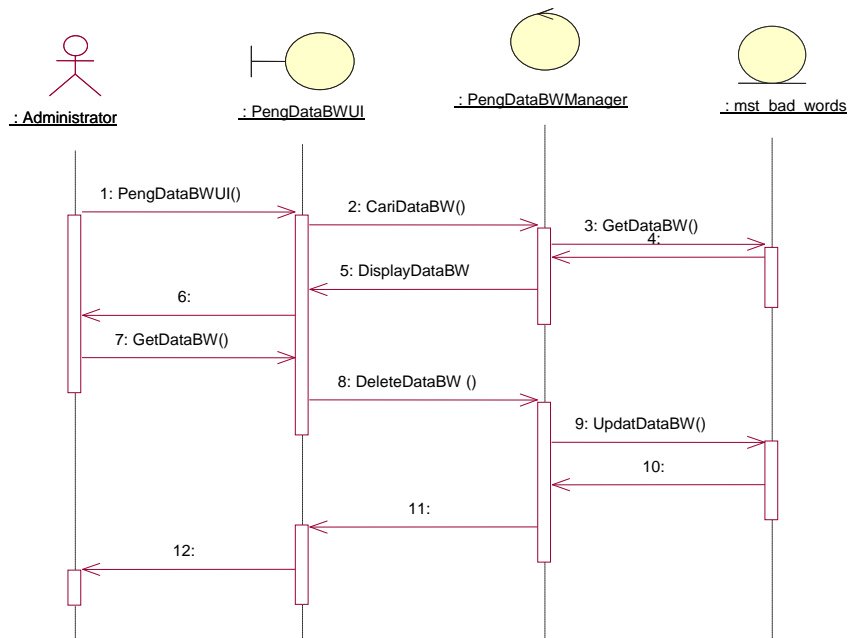 : Administrator
: PengDataBWUI
: PengDataBWManager
: mst_bad_words
1: PengDataBWUI()
2: CariDataBW()
3: GetDataBW()
4:
5: DisplayDataBW
6:
7: GetDataBW()
8: DeleteDataBW ()
9: UpdatDataBW()
10:
11:
12: